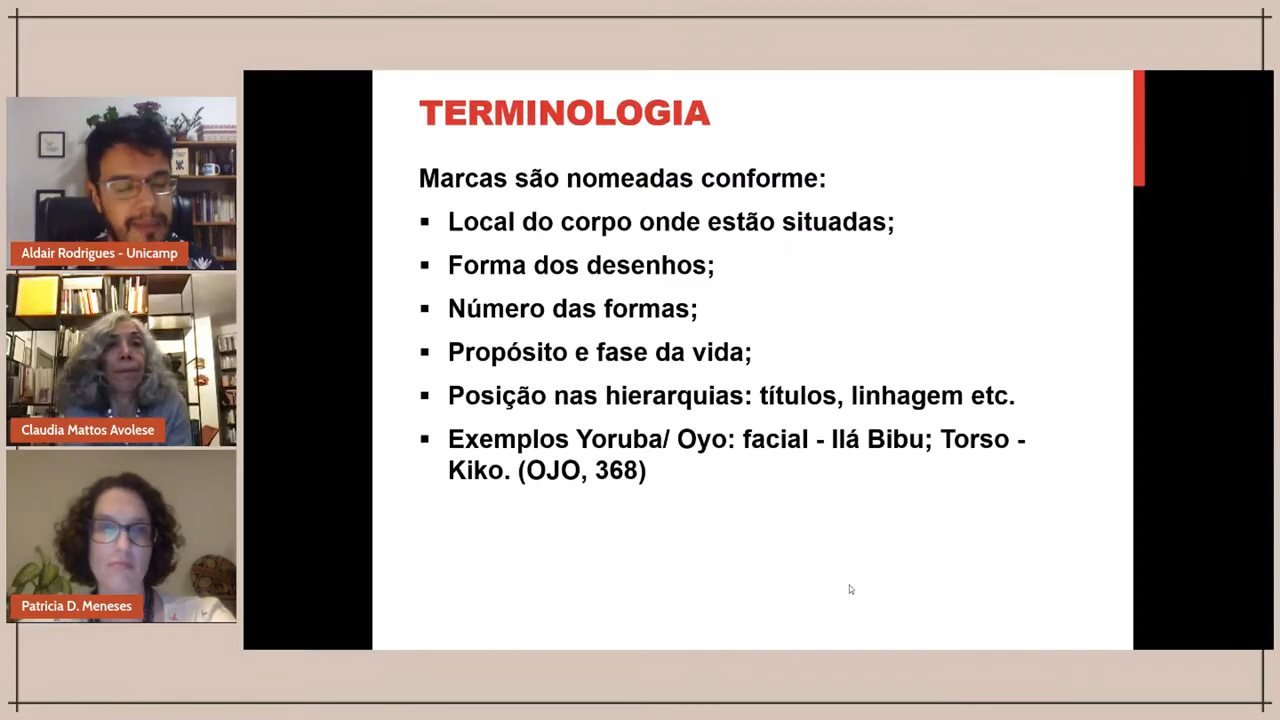 TERMINOLOGIA
Marcas são nomeadas conforme:
▪ Local do corpo onde estão situadas;
▪ Forma dos desenhos;
▪ Número das formas;
▪ Propósito e fase da vida;
▪ Posição nas hierarquias: títulos, linhagem etc.
▪ Exemplos Yoruba/ Oyo: facial - Ilá Bibu; Torso -
Kiko. (OJO, 368)
Aldair Rodrigues - Unicamp
Claudia Mattos Avolese
Patricia D. Meneses